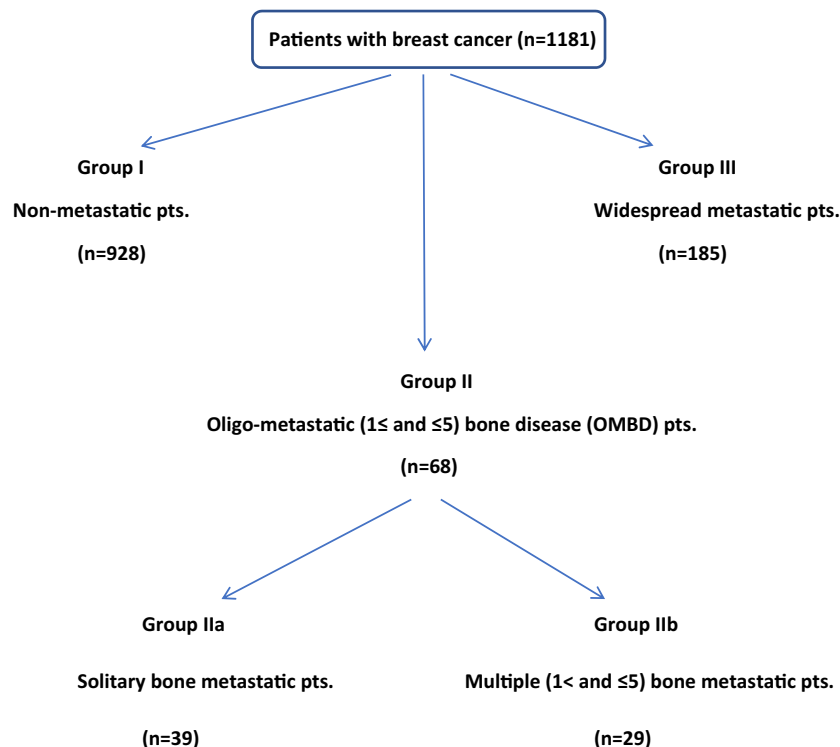 Patients with breast cancer (n=1181)
Group I
Non-metastatic pts.
(n=928)
Group III
Widespread metastatic pts.
(n=185)
Group II
Oligo-metastatic (1≤ and ≤5) bone disease (OMBD) pts.
(n=68)
Group IIa
Solitary bone metastatic pts.
(n=39)
Group IIb
Multiple (1< and ≤5) bone metastatic pts.
(n=29)